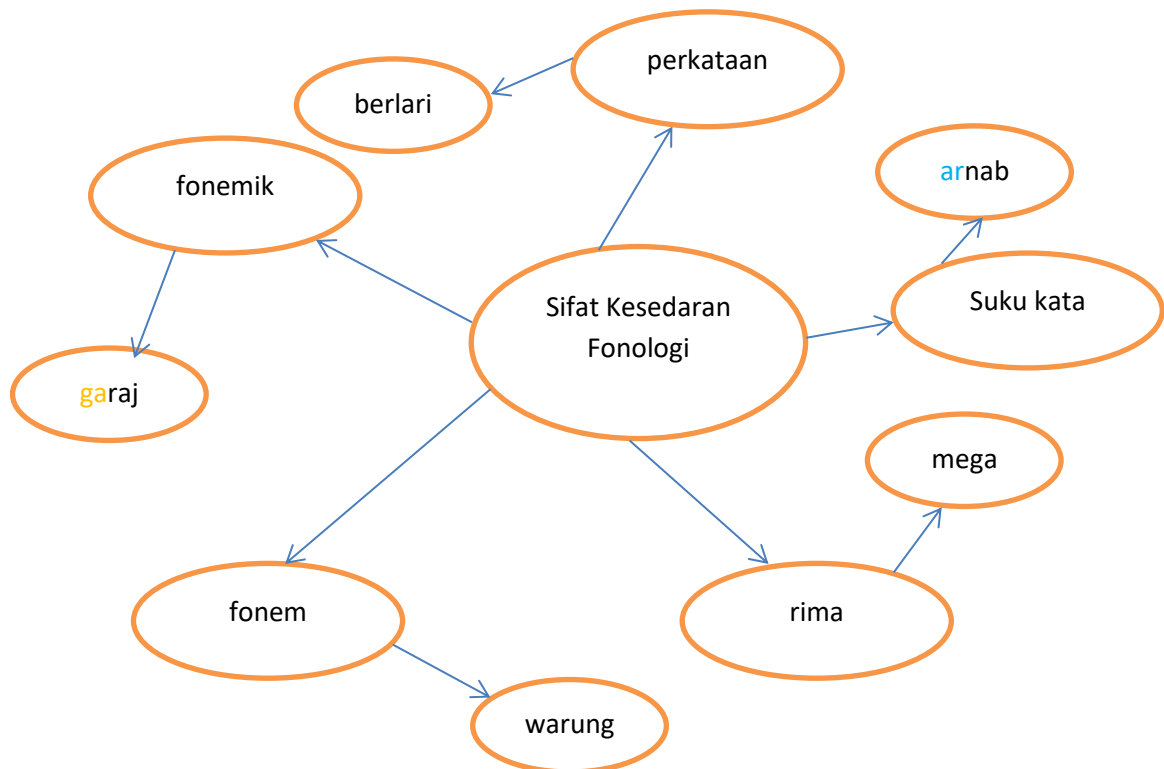 perkataan
berlari
arnab
fonemik
Sifat Kesedaran
Fonologi
Suku kata
garaj
mega
fonem
rima
warung